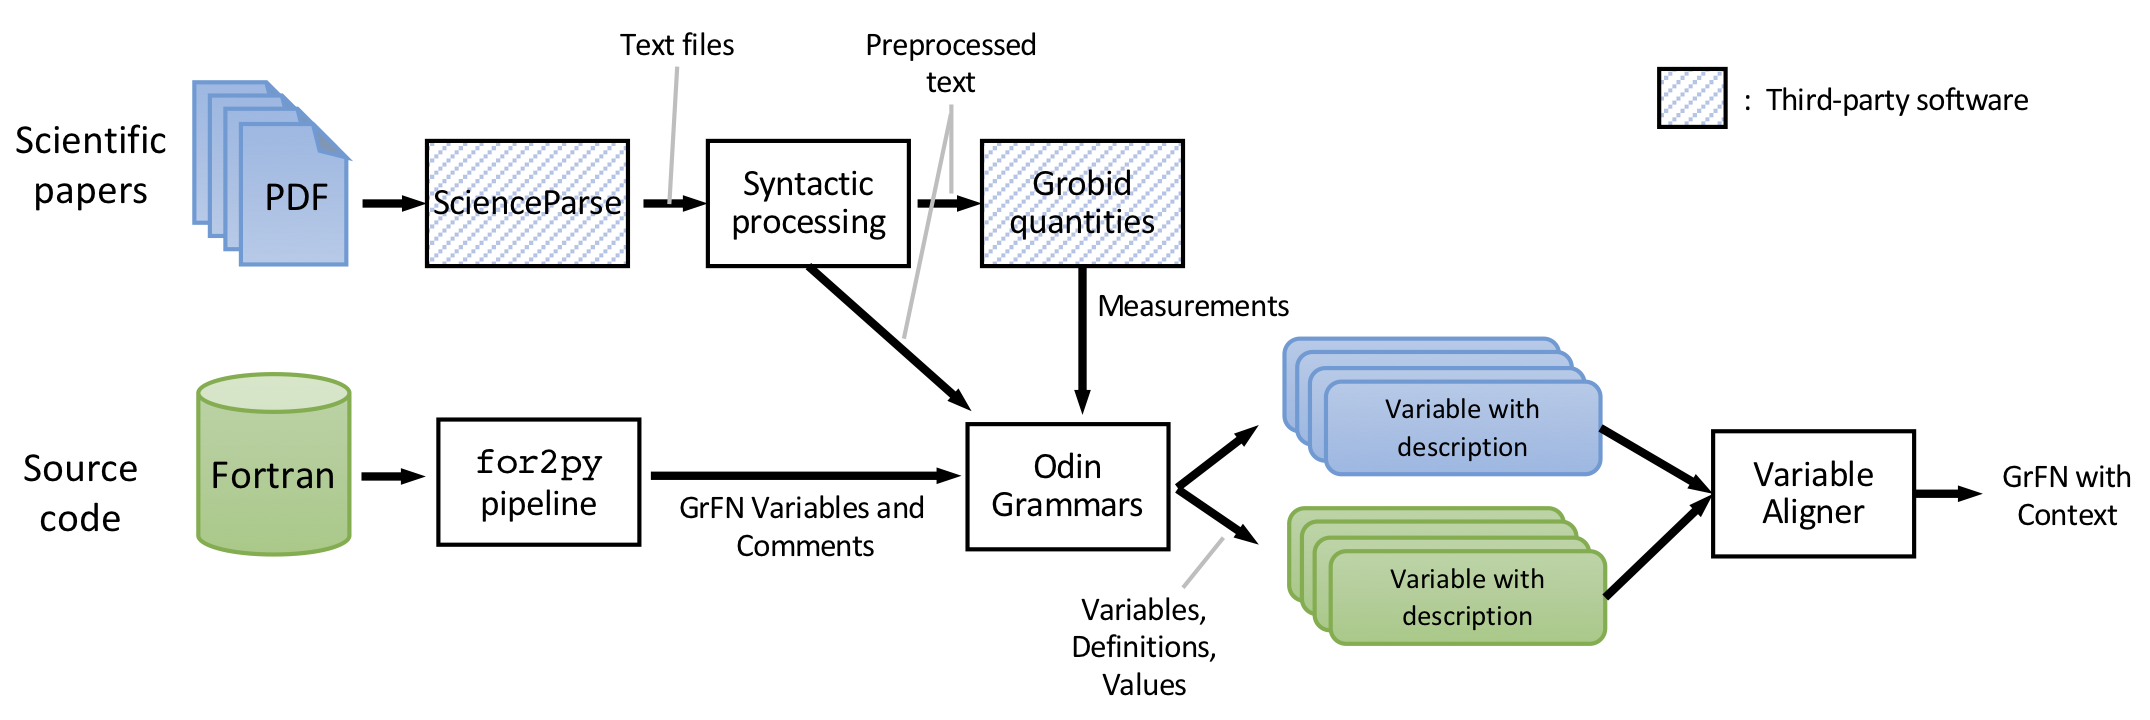 Text files
Preprocessed
text
: Third-party software
Scientific
papers
PDF
ScienceParse
Syntactic
processing
Grobid
quantities
Measurements
Source
code
Fortran
for2py
pipeline
GrFN Variables and
Comments
Odin
Grammars
Variables,
Definitions,
Values
Variable with
description
Variable with
description
Variable
Aligner
GrFN with
Context